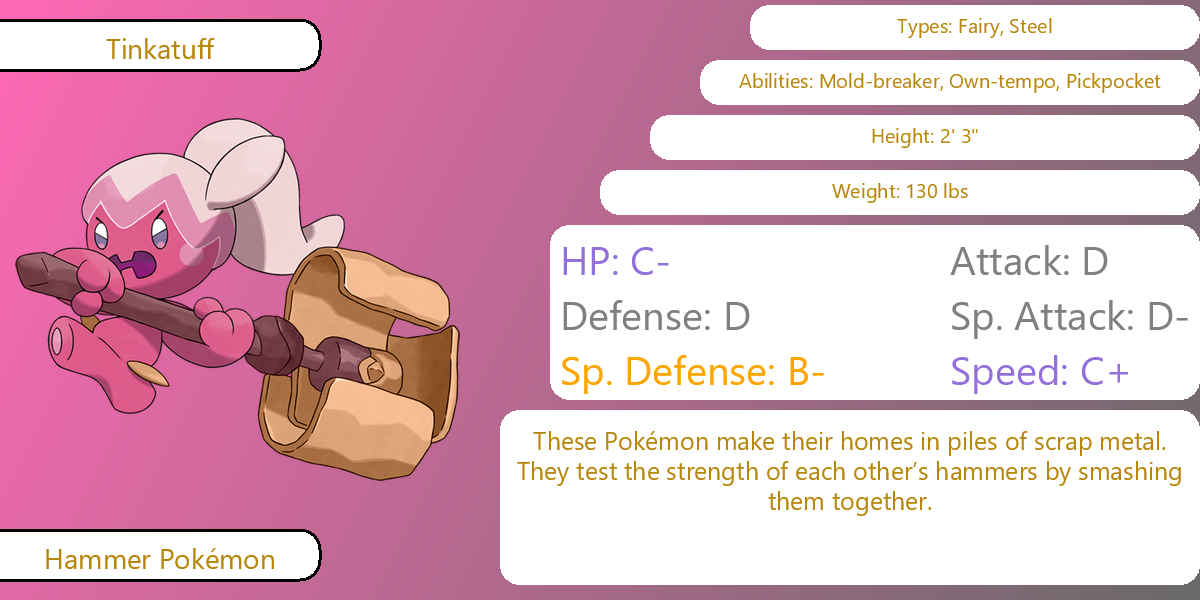 Tinkatuff
Types: Fairy, Steel
Abilities: Mold-breaker, Own-tempo, Pickpocket
Height: 2' 3"
Weight: 130 lbs
HP: C-
Attack: D
Defense: D
Sp. Attack: D-
Sp. Defense: B-
Speed: C+
These Pokémon make their homes in piles of scrap metal.
They test the strength of each other’s hammers by smashing
them together.
Hammer Pokémon